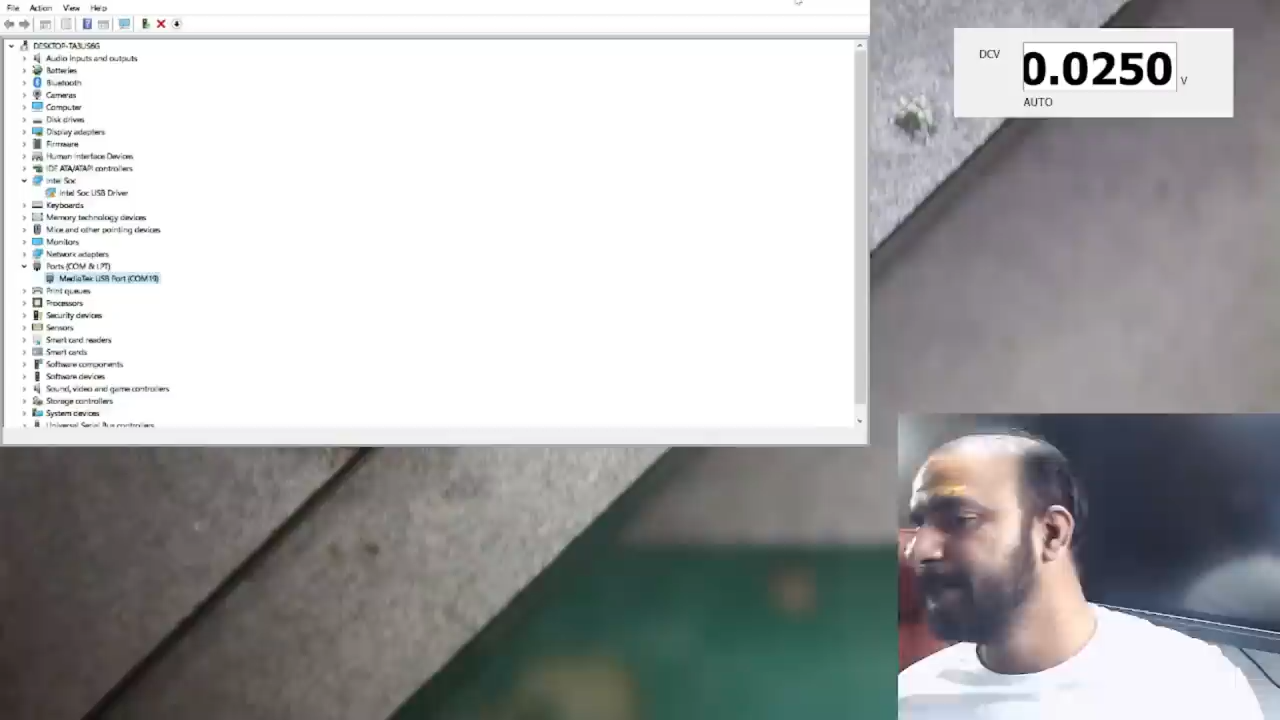 File Action View Help
DESKTOP-TA3US6G
Audio inputs and outputs
Batteries
Bluetooth
Cameras
Computer
Disk drives
Display adapters
Firmware
Human Interface Devices
IDE ATA/ATAPI controllers
Intel Soc
Intel Soc USB Driver
Keyboards
Memory technology devices
Mice and other pointing devices
Monitors
Network adapters
Ports (COM & LPT)
MediaTek USB Port (COM19)
Print queues
Processors
Security devices
Sensors
Smart card readers
Smart cards
Software components
Software devices
Sound, video and game controllers
Storage controllers
System devices
Universal Serial Bus controllers
DCV
0.0250
V
AUTO